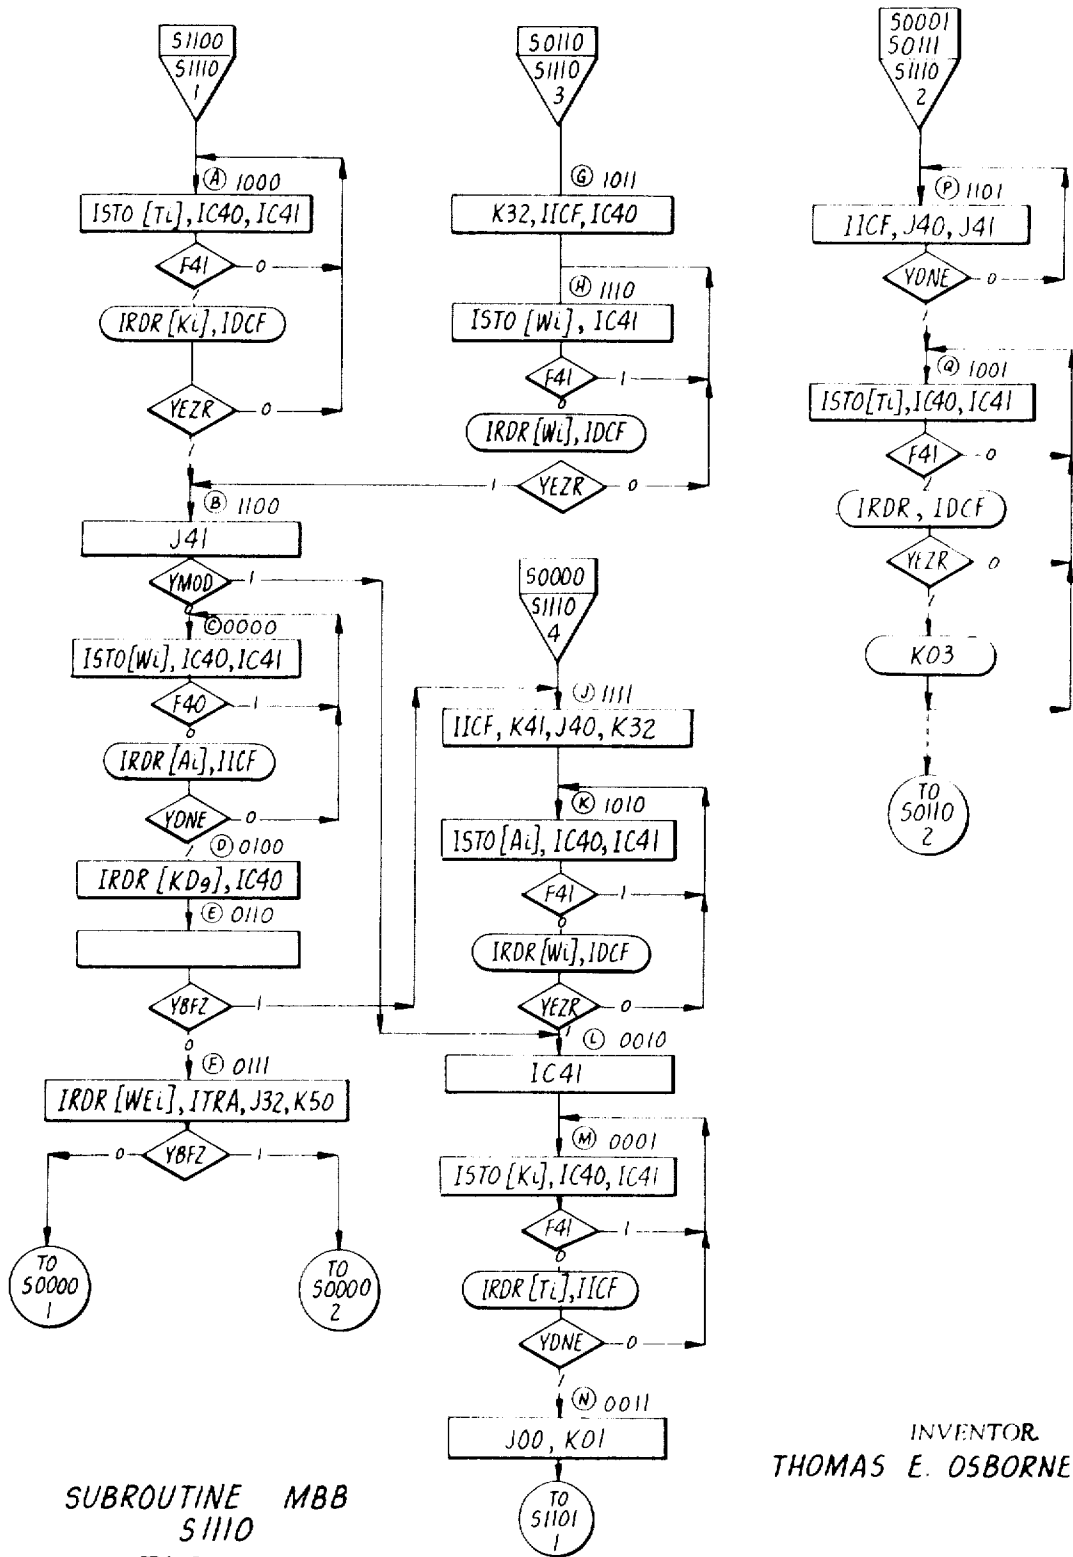 S1100
S1110
1
Ⓐ 1000
ISTO [Ti], IC40, IC41
F41
0
1
IRDR [Ki], IDCF
YEZR
0
1
Ⓑ 1100
J41
YMOD
1
0
Ⓒ 0000
ISTO [Wi], IC40, IC41
F40
1
0
IRDR [Ai], IICF
YDNE
0
1
Ⓓ 0100
IRDR [KD9], IC40
Ⓔ 0110
YBFZ
1
0
Ⓕ 0111
IRDR [WEi], ITRA, J32, K50
0
YBFZ
1
TO
S0000
1
TO
S0000
2
S0110
S1110
3
Ⓖ 1011
K32, IICF, IC40
Ⓗ 1110
ISTO [Wi], IC41
F41
1
0
IRDR [Wi], IDCF
1
YEZR
0
S0000
S1110
4
Ⓙ 1111
IICF, K41, J40, K32
Ⓚ 1010
ISTO [Ai], IC40, IC41
F41
1
0
IRDR [Wi], IDCF
YEZR
0
1
Ⓛ 0010
IC41
Ⓜ 0001
ISTO [Ki], IC40, IC41
F41
1
0
IRDR [Ti], IICF
YDNE
0
1
Ⓝ 0011
J00, K01
TO
S1101
1
S0001
S0111
S1110
2
Ⓟ 1101
IICF, J40, J41
YDNE
0
1
Ⓠ 1001
ISTO [Ti], IC40, IC41
F41
0
1
IRDR, IDCF
YEZR
0
1
K03
TO
S0110
2
INVENTOR
THOMAS E. OSBORNE
SUBROUTINE MBB
S1110